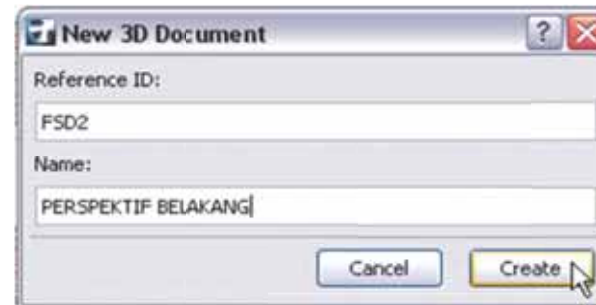 New 3D Document
Reference ID:
FSD2
Name:
PERSPEKTIF BELAKANG
Cancel Create